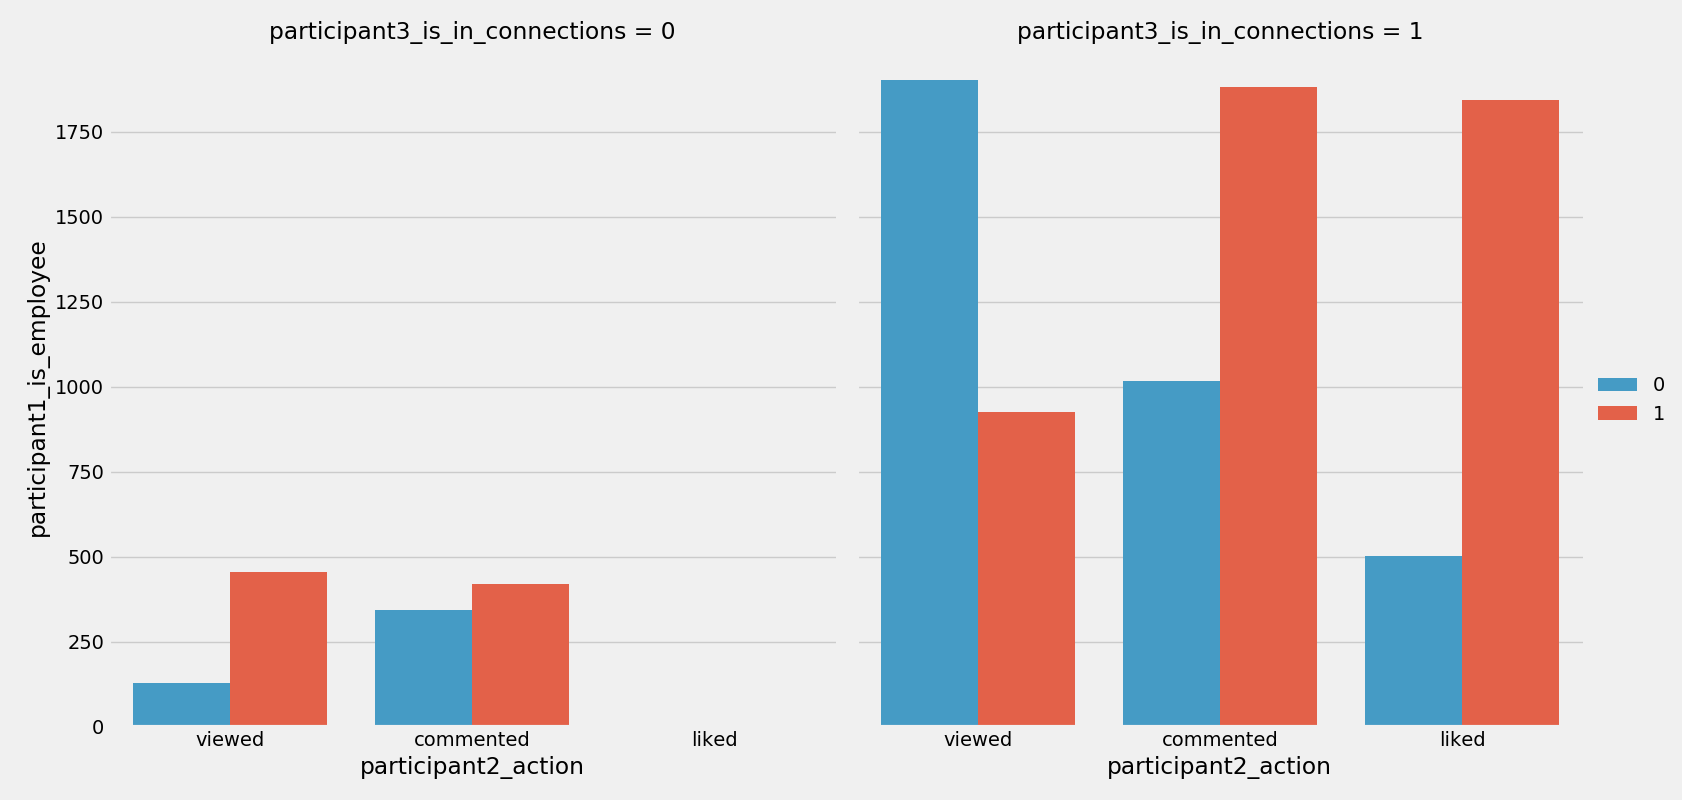 participant3_is_in_connections = 0
participant3_is_in_connections = 1
participant1_is_employee
1750
1500
1250
1000
750
500
250
0
viewed
commented
liked
participant2_action
viewed
commented
liked
participant2_action
0
1